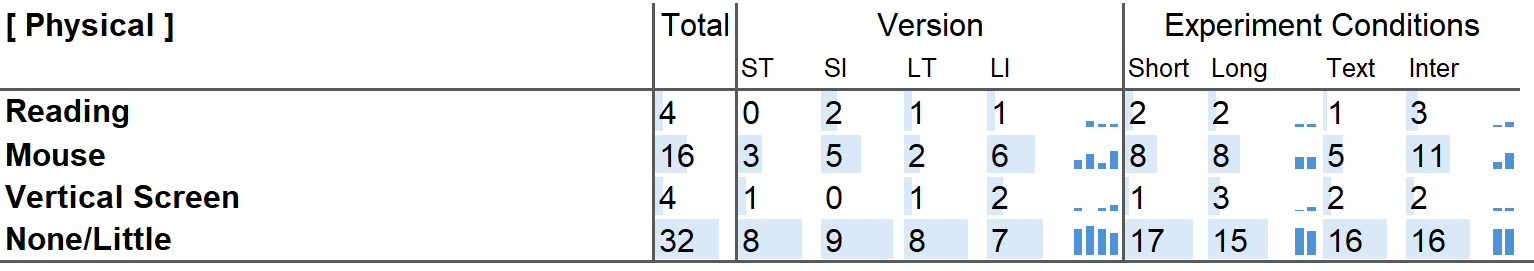 [ Physical ] Total Version Experiment Conditions
ST SI LT LI Short Long Text Inter
Reading 4 0 2 1 1 2 2 1 3
Mouse 16 3 5 2 6 8 8 5 11
Vertical Screen 4 1 0 1 2 1 3 2 2
None/Little 32 8 9 8 7 17 15 16 16